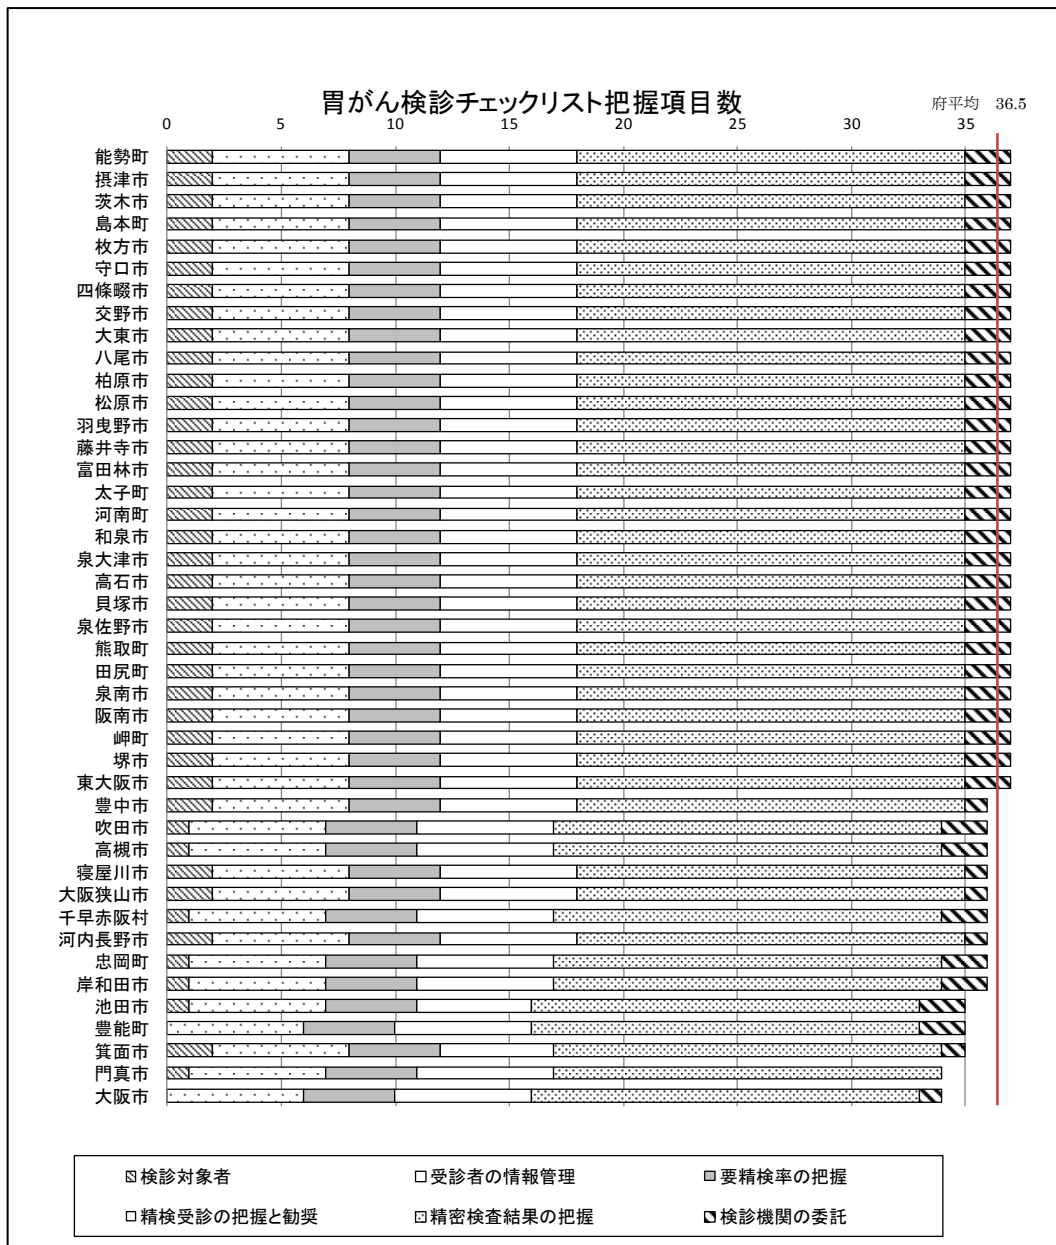 胃がん検診チェックリスト把握項目数
府平均 36.5
0 5 10 15 20 25 30 35
能勢町
摂津市
茨木市
島本町
枚方市
守口市
四條畷市
交野市
大東市
八尾市
柏原市
松原市
羽曳野市
藤井寺市
富田林市
太子町
河南町
和泉市
泉大津市
高石市
貝塚市
泉佐野市
熊取町
田尻町
泉南市
阪南市
岬町
堺市
東大阪市
豊中市
吹田市
高槻市
寝屋川市
大阪狭山市
千早赤阪村
河内長野市
忠岡町
岸和田市
池田市
豊能町
箕面市
門真市
大阪市
検診対象者 受診者の情報管理 要精検率の把握
精検受診の把握と勧奨 精密検査結果の把握 検診機関の委託